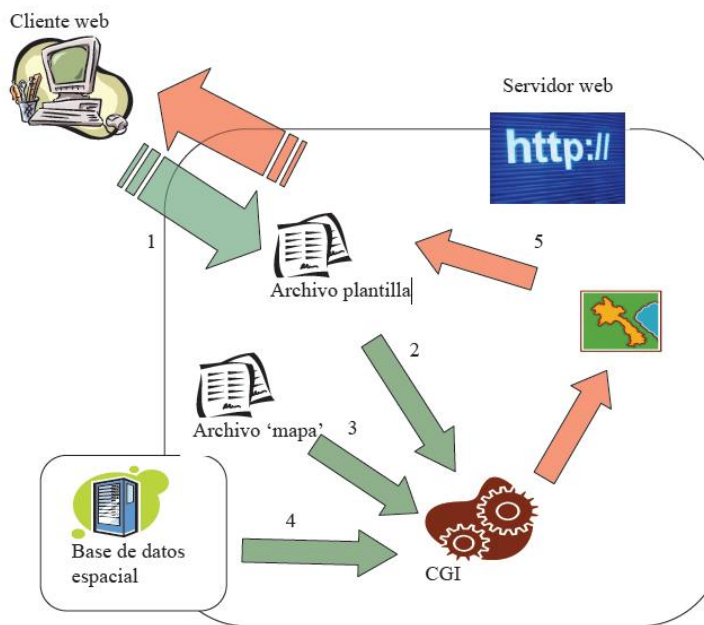 Cliente web
Servidor web
http://
1
5
Archivo plantilla
2
Archivo ‘mapa’
3
4
Base de datos
espacial
CGI